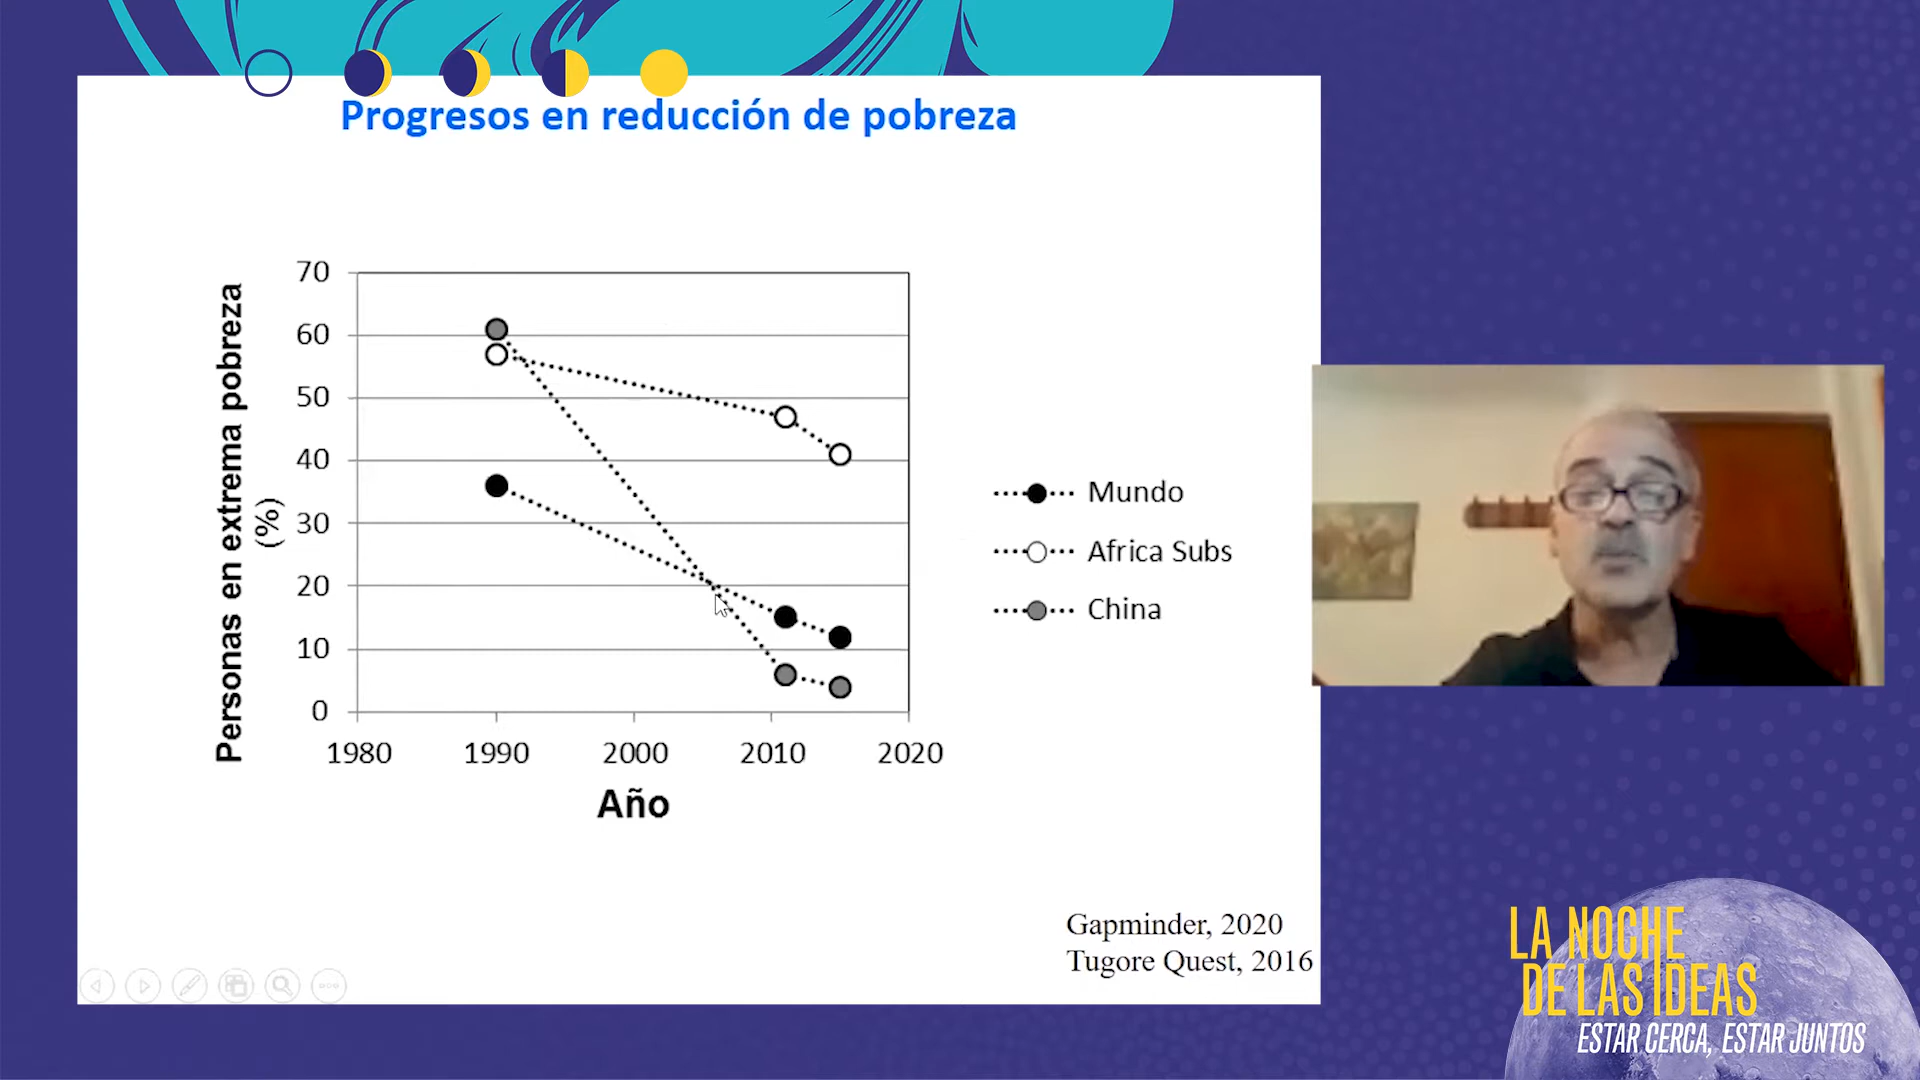 Progresos en reducción de pobreza
Personas en extrema pobreza
(%)
70
60
50
40
30
20
10
0
1980 1990 2000 2010 2020
Año
Mundo
Africa Subs
China
Gapminder, 2020
Tugore Quest, 2016
LA NOCHE
DE LAS IDEAS
ESTAR CERCA, ESTAR JUNTOS